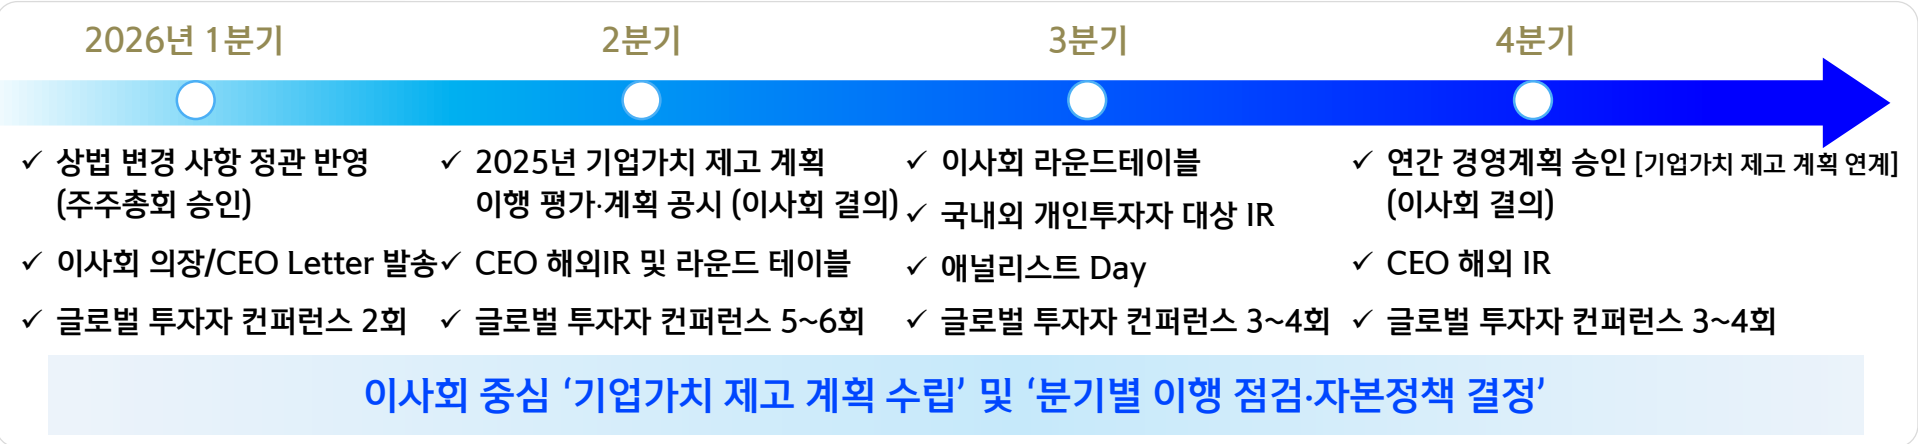 2026년 1분기
2분기
3분기
4분기
✓ 상법 변경 사항 정관 반영
(주주총회 승인)
✓ 이사회 의장/CEO Letter 발송
✓ 글로벌 투자자 컨퍼런스 2회
✓ 2025년 기업가치 제고 계획
이행 평가·계획 공시 (이사회 결의)
✓ CEO 해외IR 및 라운드 테이블
✓ 글로벌 투자자 컨퍼런스 5~6회
✓ 이사회 라운드테이블
✓ 국내외 개인투자자 대상 IR
✓ 애널리스트 Day
✓ 글로벌 투자자 컨퍼런스 3~4회
✓ 연간 경영계획 승인 [기업가치 제고 계획 연계]
(이사회 결의)
✓ CEO 해외 IR
✓ 글로벌 투자자 컨퍼런스 3~4회
이사회 중심 ‘기업가치 제고 계획 수립’ 및 ‘분기별 이행 점검·자본정책 결정’